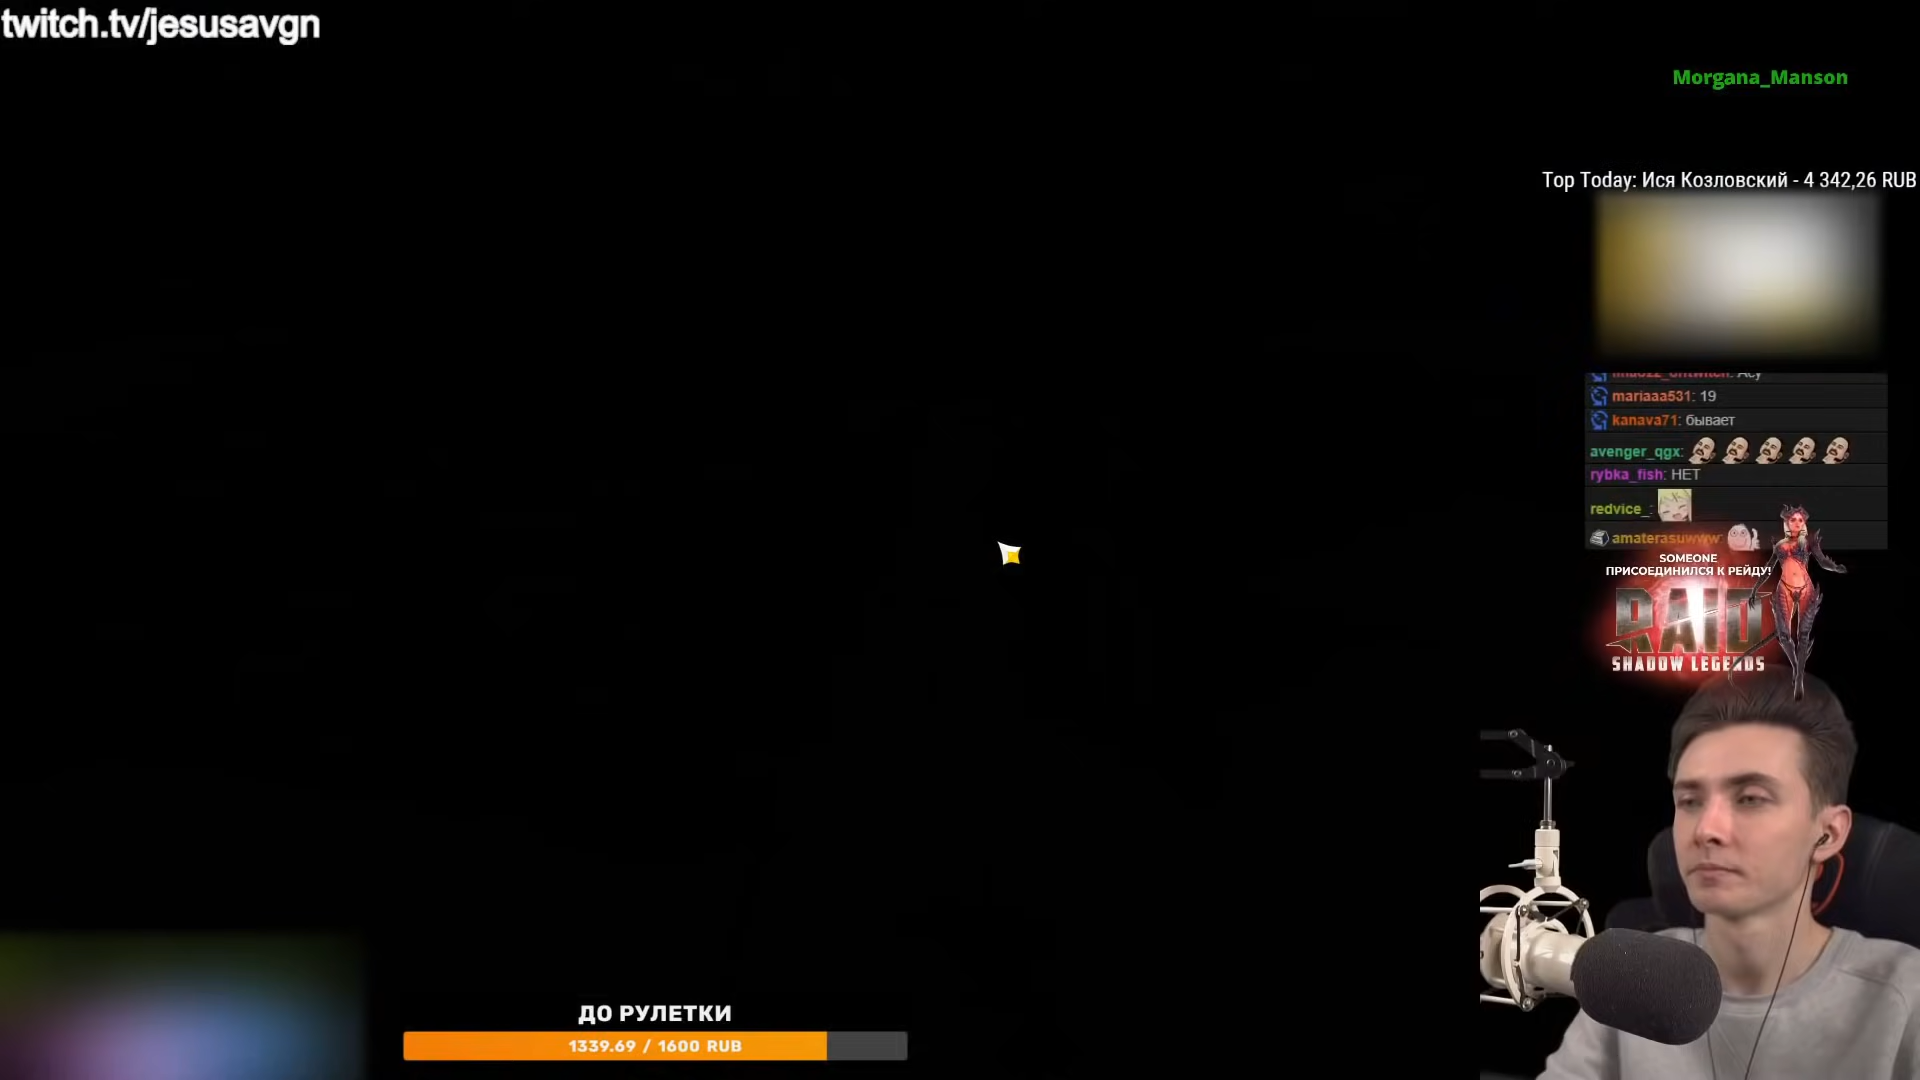 twitch.tv/jesusavgn
Morgana_Manson
Top Today: Ися Козловский - 4 342,26 RUB
mariaaa531: 19
kanava71: бывает
avenger_qgx:
rybka_fish: НЕТ
redvice_:
amaterasuwww:
SOMEONE
ПРИСОЕДИНИЛСЯ К РЕЙДУ!
RAID
SHADOW LEGENDS
ДО РУЛЕТКИ
1339.69 / 1600 RUB